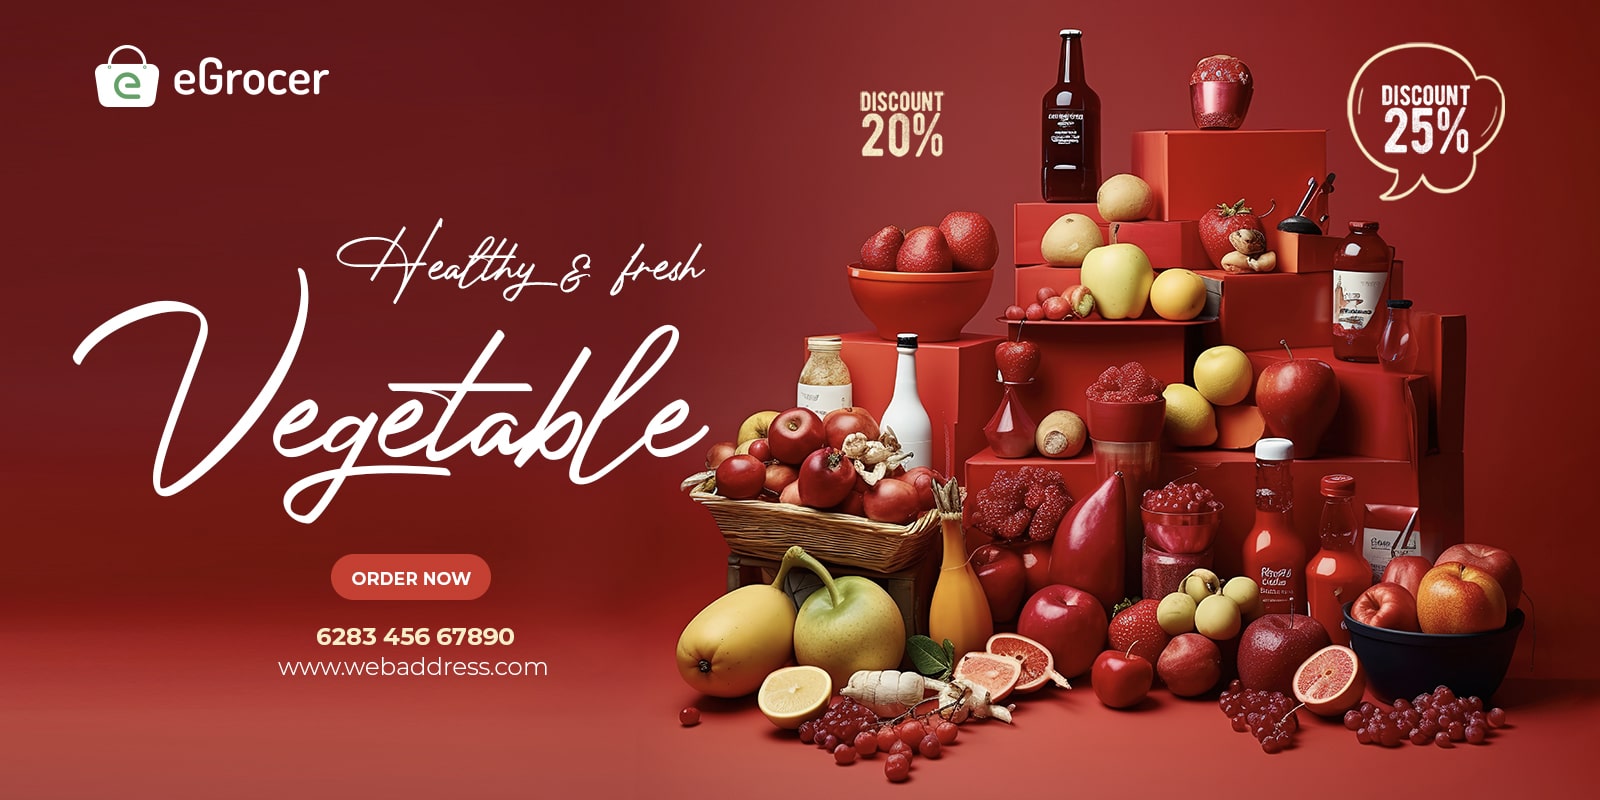 eGrocer
DISCOUNT
20%
DISCOUNT
25%
Healthy & fresh
Vegetable
ORDER NOW
6283 456 67890
www.webaddress.com